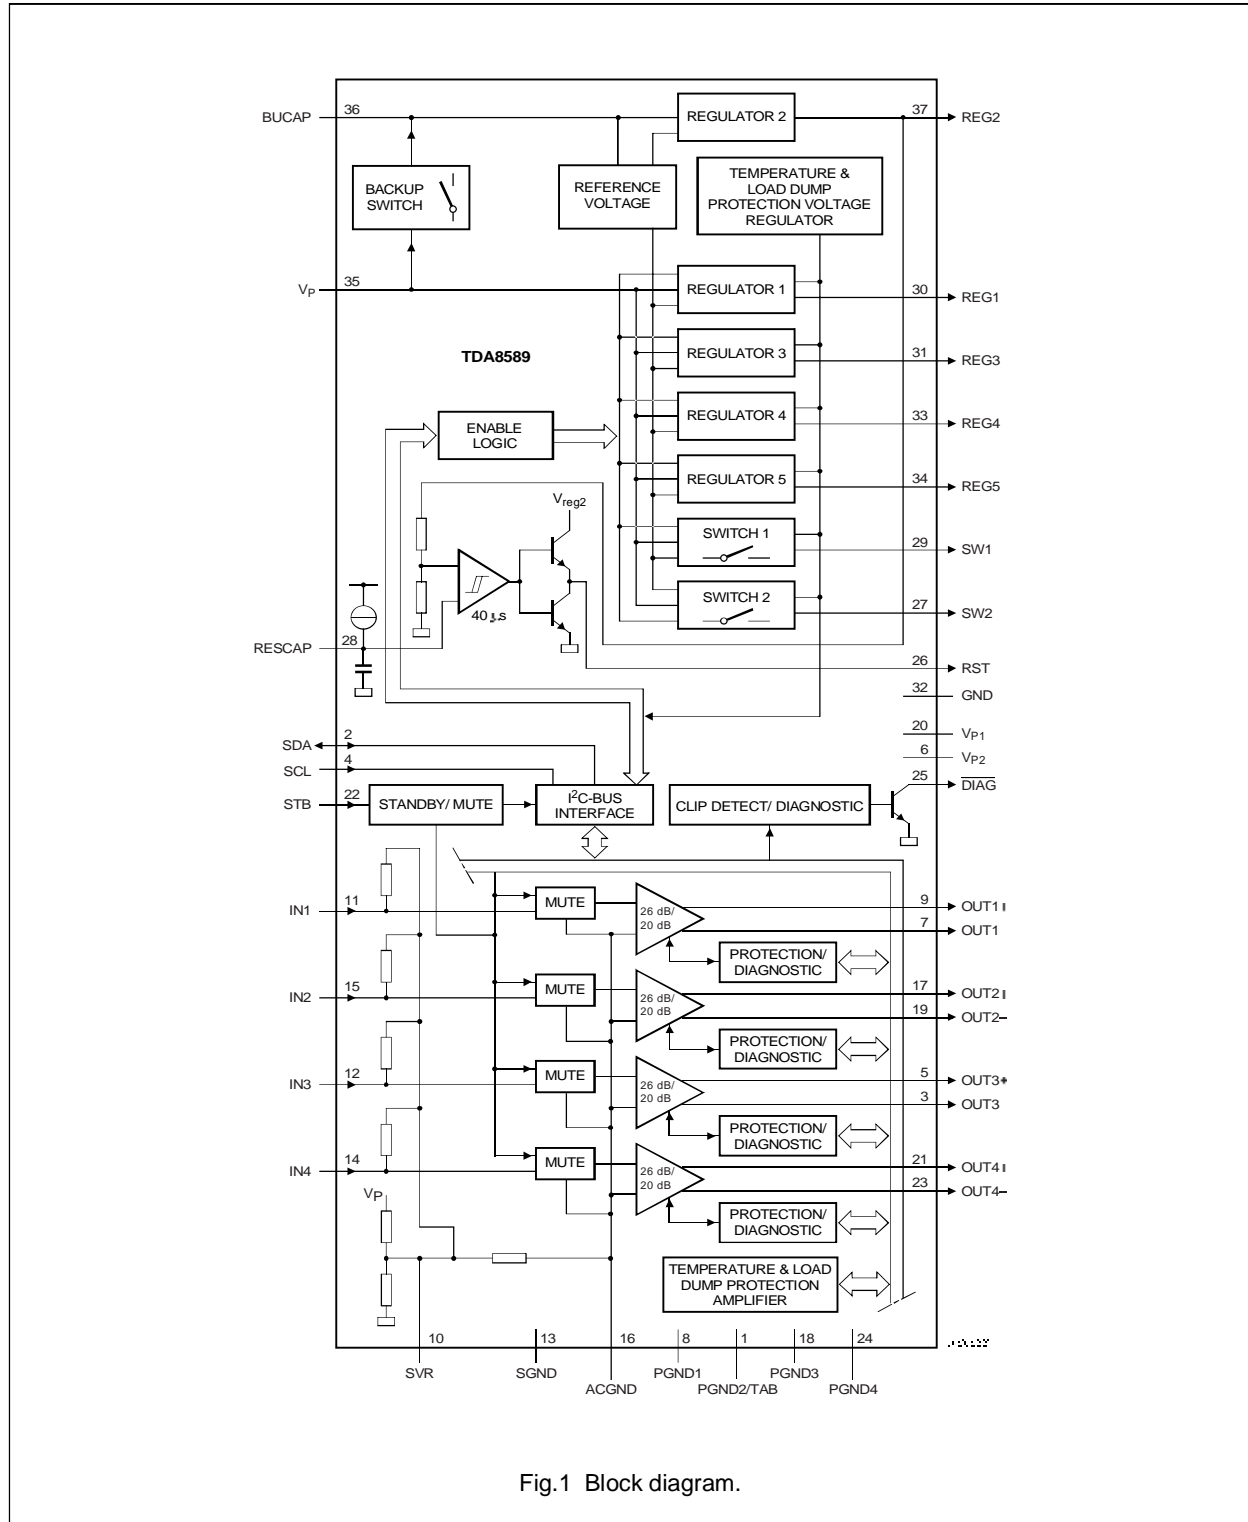 BUCAP 36 REGULATOR 2 37 REG2
BACKUP
SWITCH
REFERENCE
VOLTAGE
TEMPERATURE &
LOAD DUMP
PROTECTION VOLTAGE
REGULATOR
VP 35 REGULATOR 1 30 REG1
TDA8589
REGULATOR 3 31 REG3
REGULATOR 4 33 REG4
ENABLE
LOGIC
REGULATOR 5 34 REG5
Vreg2
SWITCH 1 29 SW1
SWITCH 2 27 SW2
40 µs
RESCAP 28
26 RST
32 GND
20 VP1
6 VP2
SDA 2
SCL 4
STB 22 STANDBY/ MUTE
I2C-BUS
INTERFACE
CLIP DETECT/ DIAGNOSTIC
25 DIAG
IN1 11 MUTE
26 dB/
20 dB
9 OUT1
7 OUT1
PROTECTION/
DIAGNOSTIC
IN2 15 MUTE
26 dB/
20 dB
17 OUT2
19 OUT2−
PROTECTION/
DIAGNOSTIC
IN3 12 MUTE
26 dB/
20 dB
5 OUT3+
3 OUT3
PROTECTION/
DIAGNOSTIC
IN4 14 MUTE
26 dB/
20 dB
21 OUT4
23 OUT4−
PROTECTION/
DIAGNOSTIC
VP
TEMPERATURE & LOAD
DUMP PROTECTION
AMPLIFIER
10 13 16 8 1 18 24
SVR SGND ACGND PGND1 PGND2/TAB PGND3 PGND4
Fig.1 Block diagram.